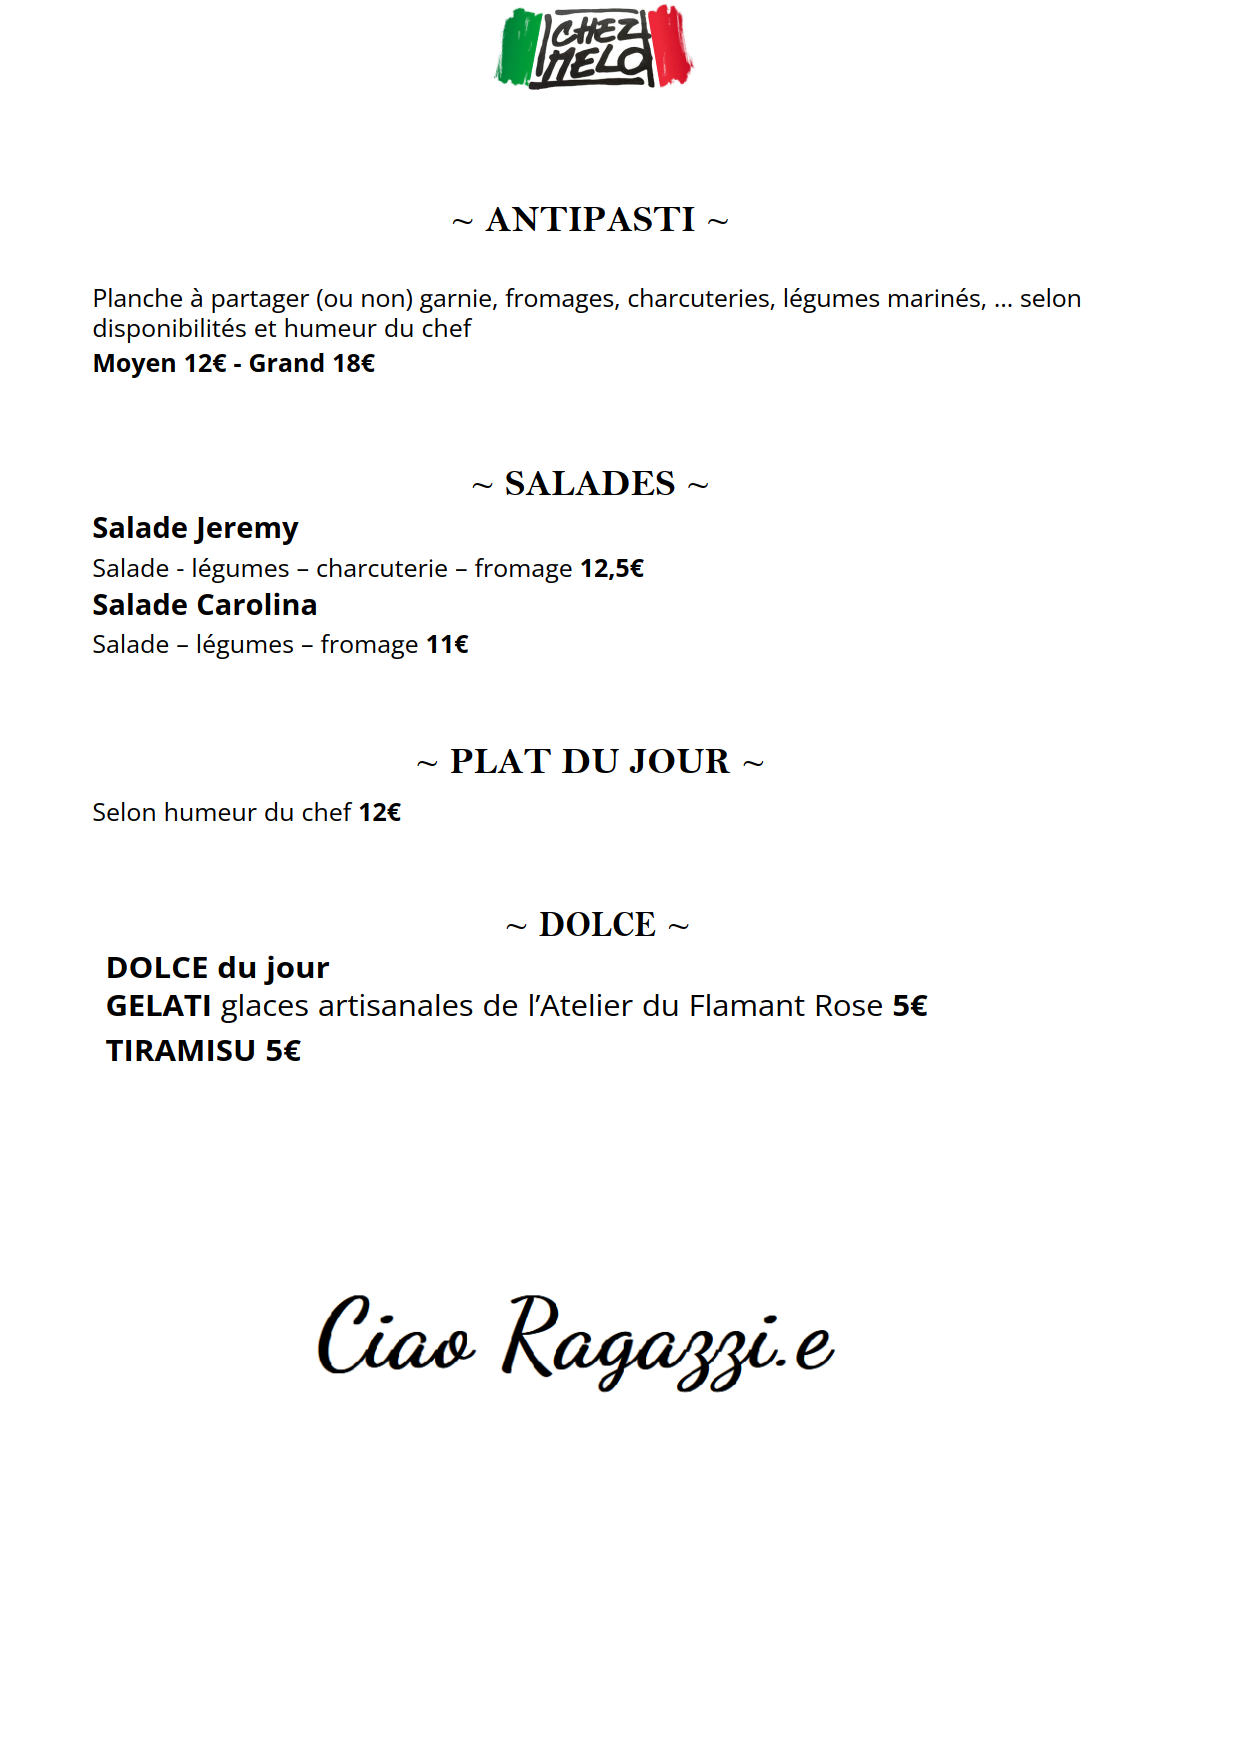 CHEZ
MELO
~ ANTIPASTI ~
Planche à partager (ou non) garnie, fromages, charcuteries, légumes marinés, ... selon
disponibilités et humeur du chef
Moyen 12€ - Grand 18€
~ SALADES ~
Salade Jeremy
Salade - légumes – charcuterie – fromage 12,5€
Salade Carolina
Salade – légumes – fromage 11€
~ PLAT DU JOUR ~
Selon humeur du chef 12€
~ DOLCE ~
DOLCE du jour
GELATI glaces artisanales de l’Atelier du Flamant Rose 5€
TIRAMISU 5€
Ciao Ragazzi.e